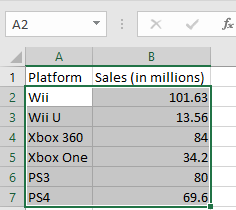 A2
A B
1 Platform Sales (in millions)
2 Wii 101.63
3 Wii U 13.56
4 Xbox 360 84
5 Xbox One 34.2
6 PS3 80
7 PS4 69.6